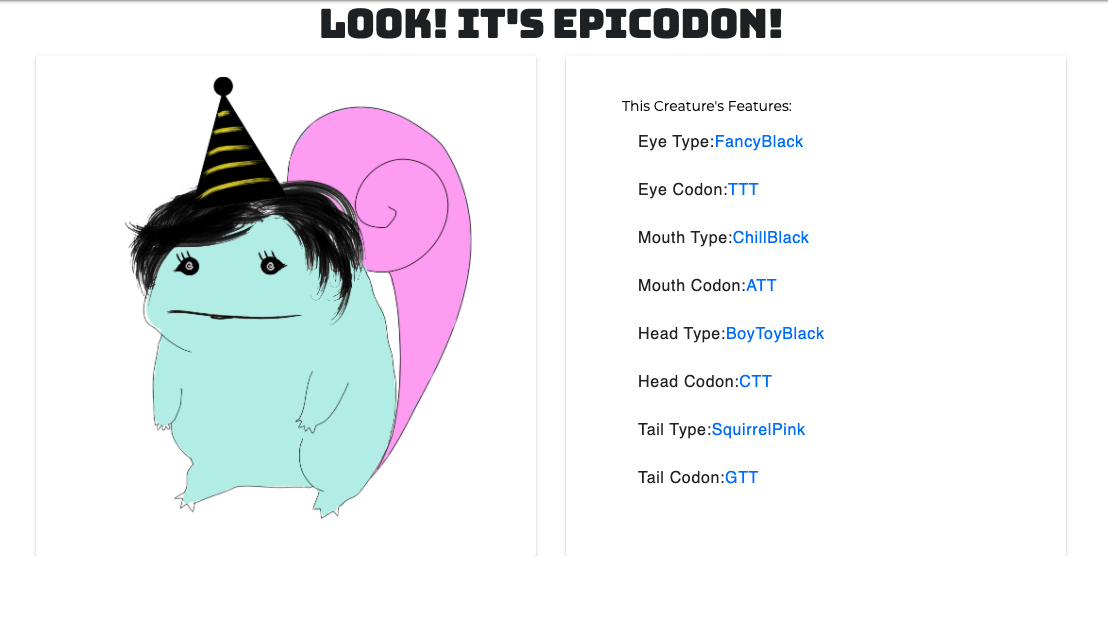 LOOK! IT'S EPICODON!
This Creature's Features:
Eye Type:FancyBlack
Eye Codon:TTT
Mouth Type:ChillBlack
Mouth Codon:ATT
Head Type:BoyToyBlack
Head Codon:CTT
Tail Type:SquirrelPink
Tail Codon:GTT